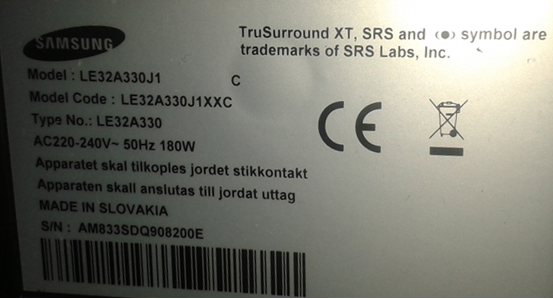 SAMSUNG
TruSurround XT, SRS and (●) symbol are
trademarks of SRS Labs, Inc.
Model : LE32A330J1 C
Model Code : LE32A330J1XXC
Type No.: LE32A330
AC220-240V~ 50Hz 180W
Apparatet skal tilkoples jordet stikkontakt
Apparaten skall anslutas till jordat uttag
MADE IN SLOVAKIA
S/N : AM833SDQ908200E
CE